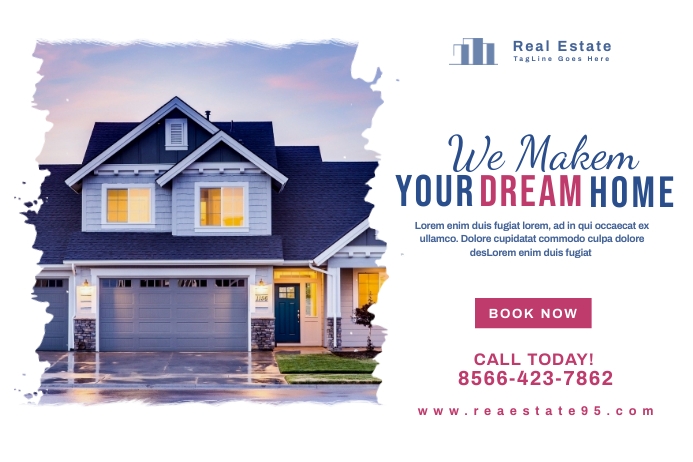 Real Estate
TagLine Goes Here
We Makem
YOUR DREAM HOME
Lorem enim duis fugiat lorem, ad in qui occaecat ex
ullamco. Dolore cupidatat commodo culpa dolore
desLorem enim duis fugiat
BOOK NOW
CALL TODAY!
8566-423-7862
www.reaestate95.com